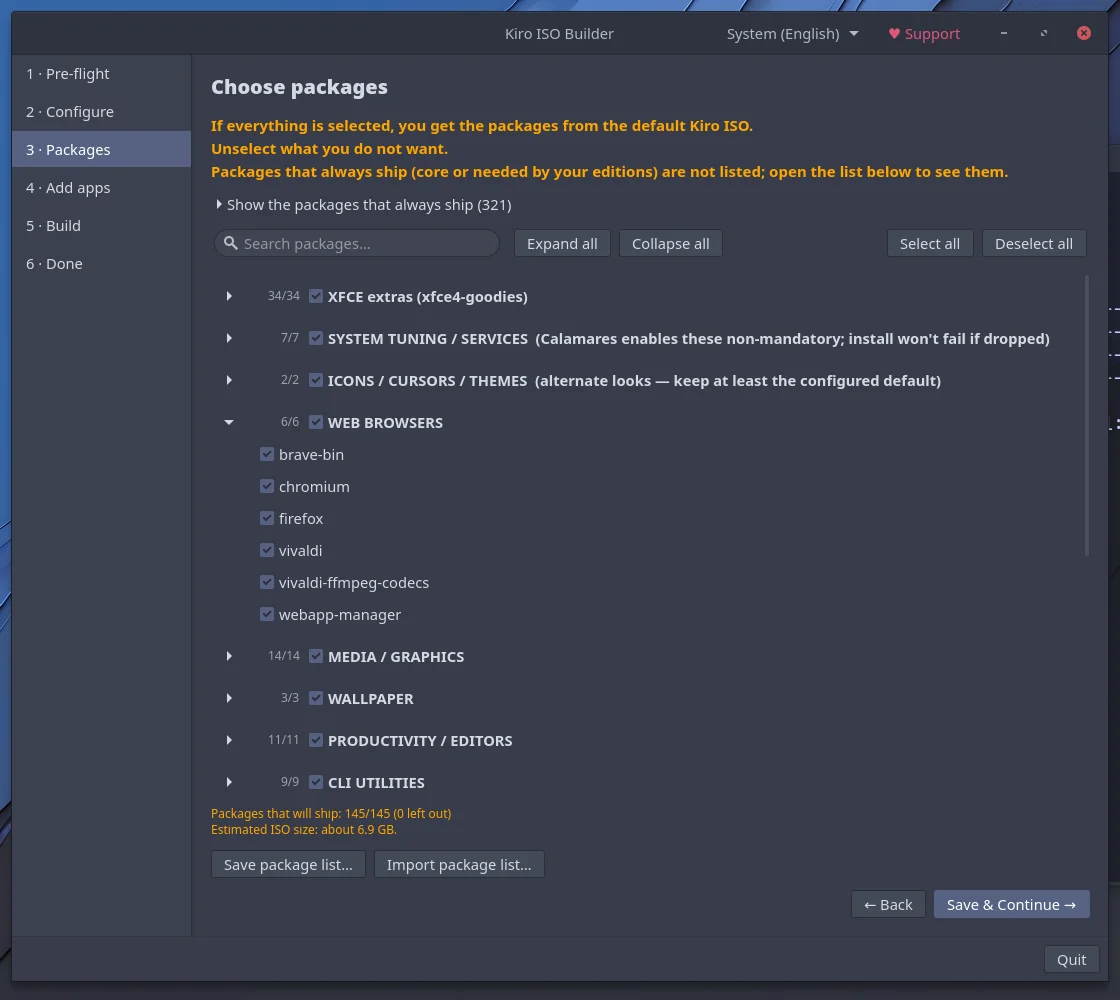 Kiro ISO Builder
System (English)
♥ Support
1 · Pre-flight
2 · Configure
3 · Packages
4 · Add apps
5 · Build
6 · Done
Choose packages
If everything is selected, you get the packages from the default Kiro ISO.
Unselect what you do not want.
Packages that always ship (core or needed by your editions) are not listed; open the list below to see them.
Show the packages that always ship (321)
Search packages...
Expand all
Collapse all
Select all
Deselect all
34/34 XFCE extras (xfce4-goodies)
7/7 SYSTEM TUNING / SERVICES (Calamares enables these non-mandatory; install won't fail if dropped)
2/2 ICONS / CURSORS / THEMES (alternate looks — keep at least the configured default)
6/6 WEB BROWSERS
brave-bin
chromium
firefox
vivaldi
vivaldi-ffmpeg-codecs
webapp-manager
14/14 MEDIA / GRAPHICS
3/3 WALLPAPER
11/11 PRODUCTIVITY / EDITORS
9/9 CLI UTILITIES
Packages that will ship: 145/145 (0 left out)
Estimated ISO size: about 6.9 GB.
Save package list...
Import package list...
← Back
Save & Continue →
Quit